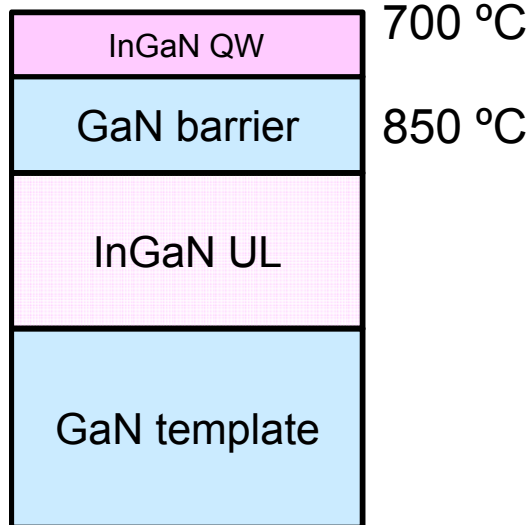 InGaN QW 700 ºC
GaN barrier 850 ºC
InGaN UL
GaN template